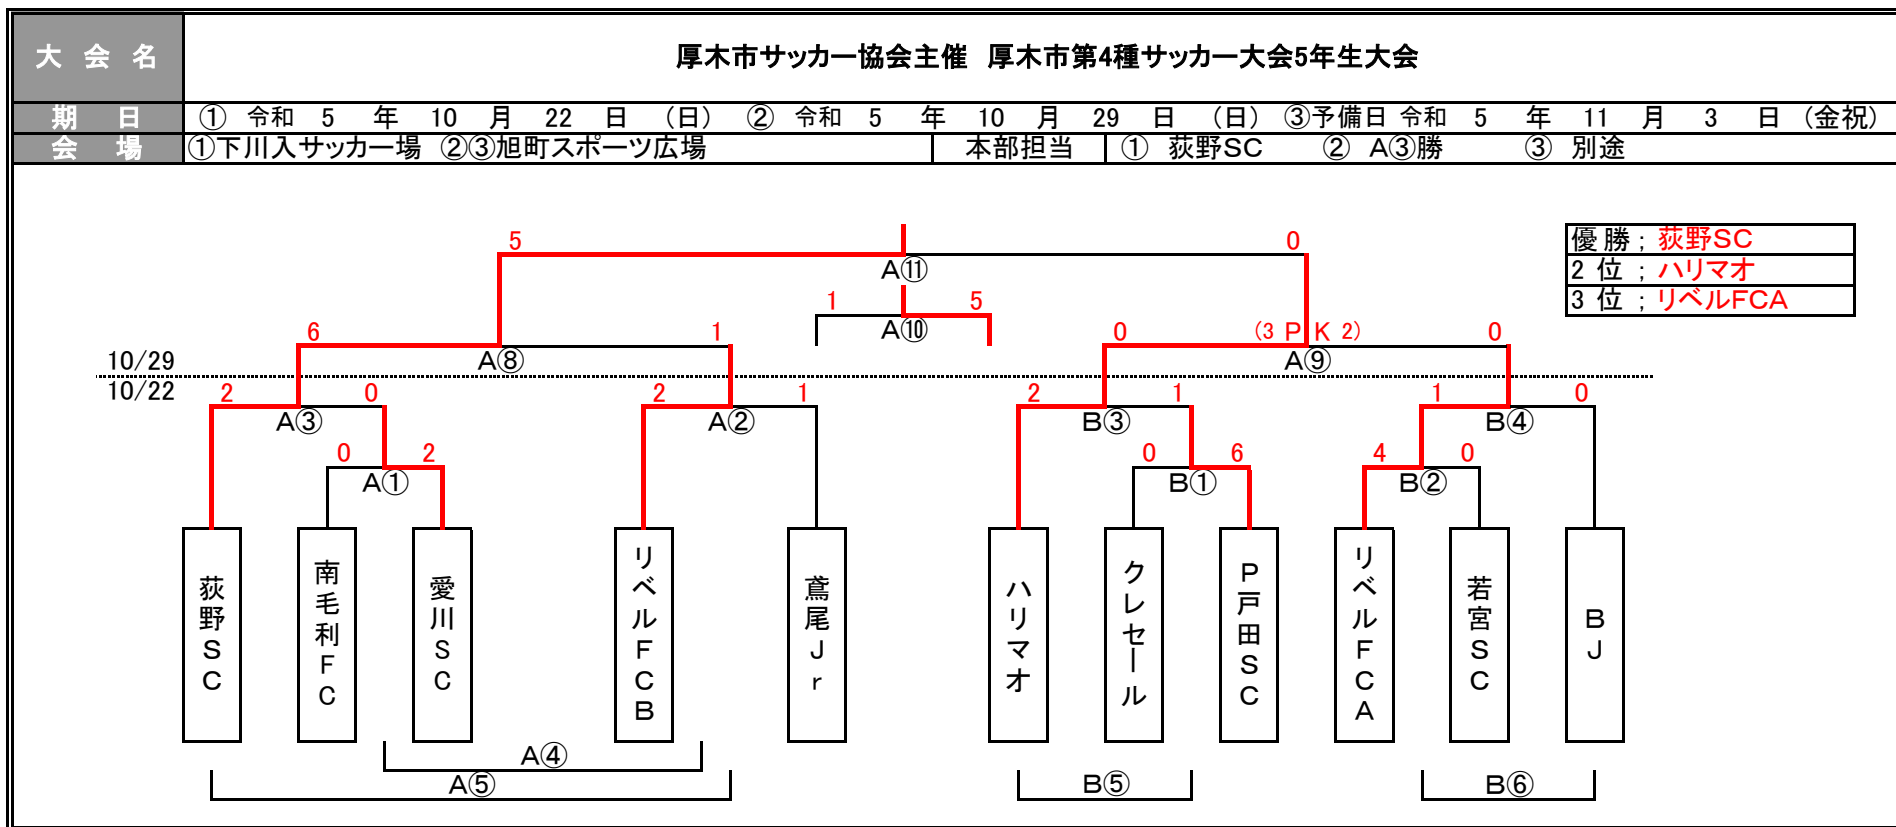 大会名 厚木市サッカー協会主催 厚木市第4種サッカー大会5年生大会
期日 ① 令和 5 年 10 月 22 日 (日) ② 令和 5 年 10 月 29 日 (日) ③予備日 令和 5 年 11 月 3 日 (金祝)
会場 ①下川入サッカー場 ②③旭町スポーツ広場 本部担当 ① 荻野SC ② A③勝 ③ 別途
優勝;荻野SC
2位;ハリマオ
3位;リベルFCA
5 0
A⑪
1 5
A⑩
6 1 0 (3 PK 2) 0
A⑧ A⑨
10/29
10/22
2 0 2 1 2 1 1 0
A③ A② B③ B④
0 2 0 6 4 0
A① B① B②
荻野SC
南毛利FC
愛川SC
リベルFCB
鳶尾Jr
ハリマオ
クレセール
P戸田SC
リベルFCA
若宮SC
BJ
A④
A⑤ B⑤ B⑥